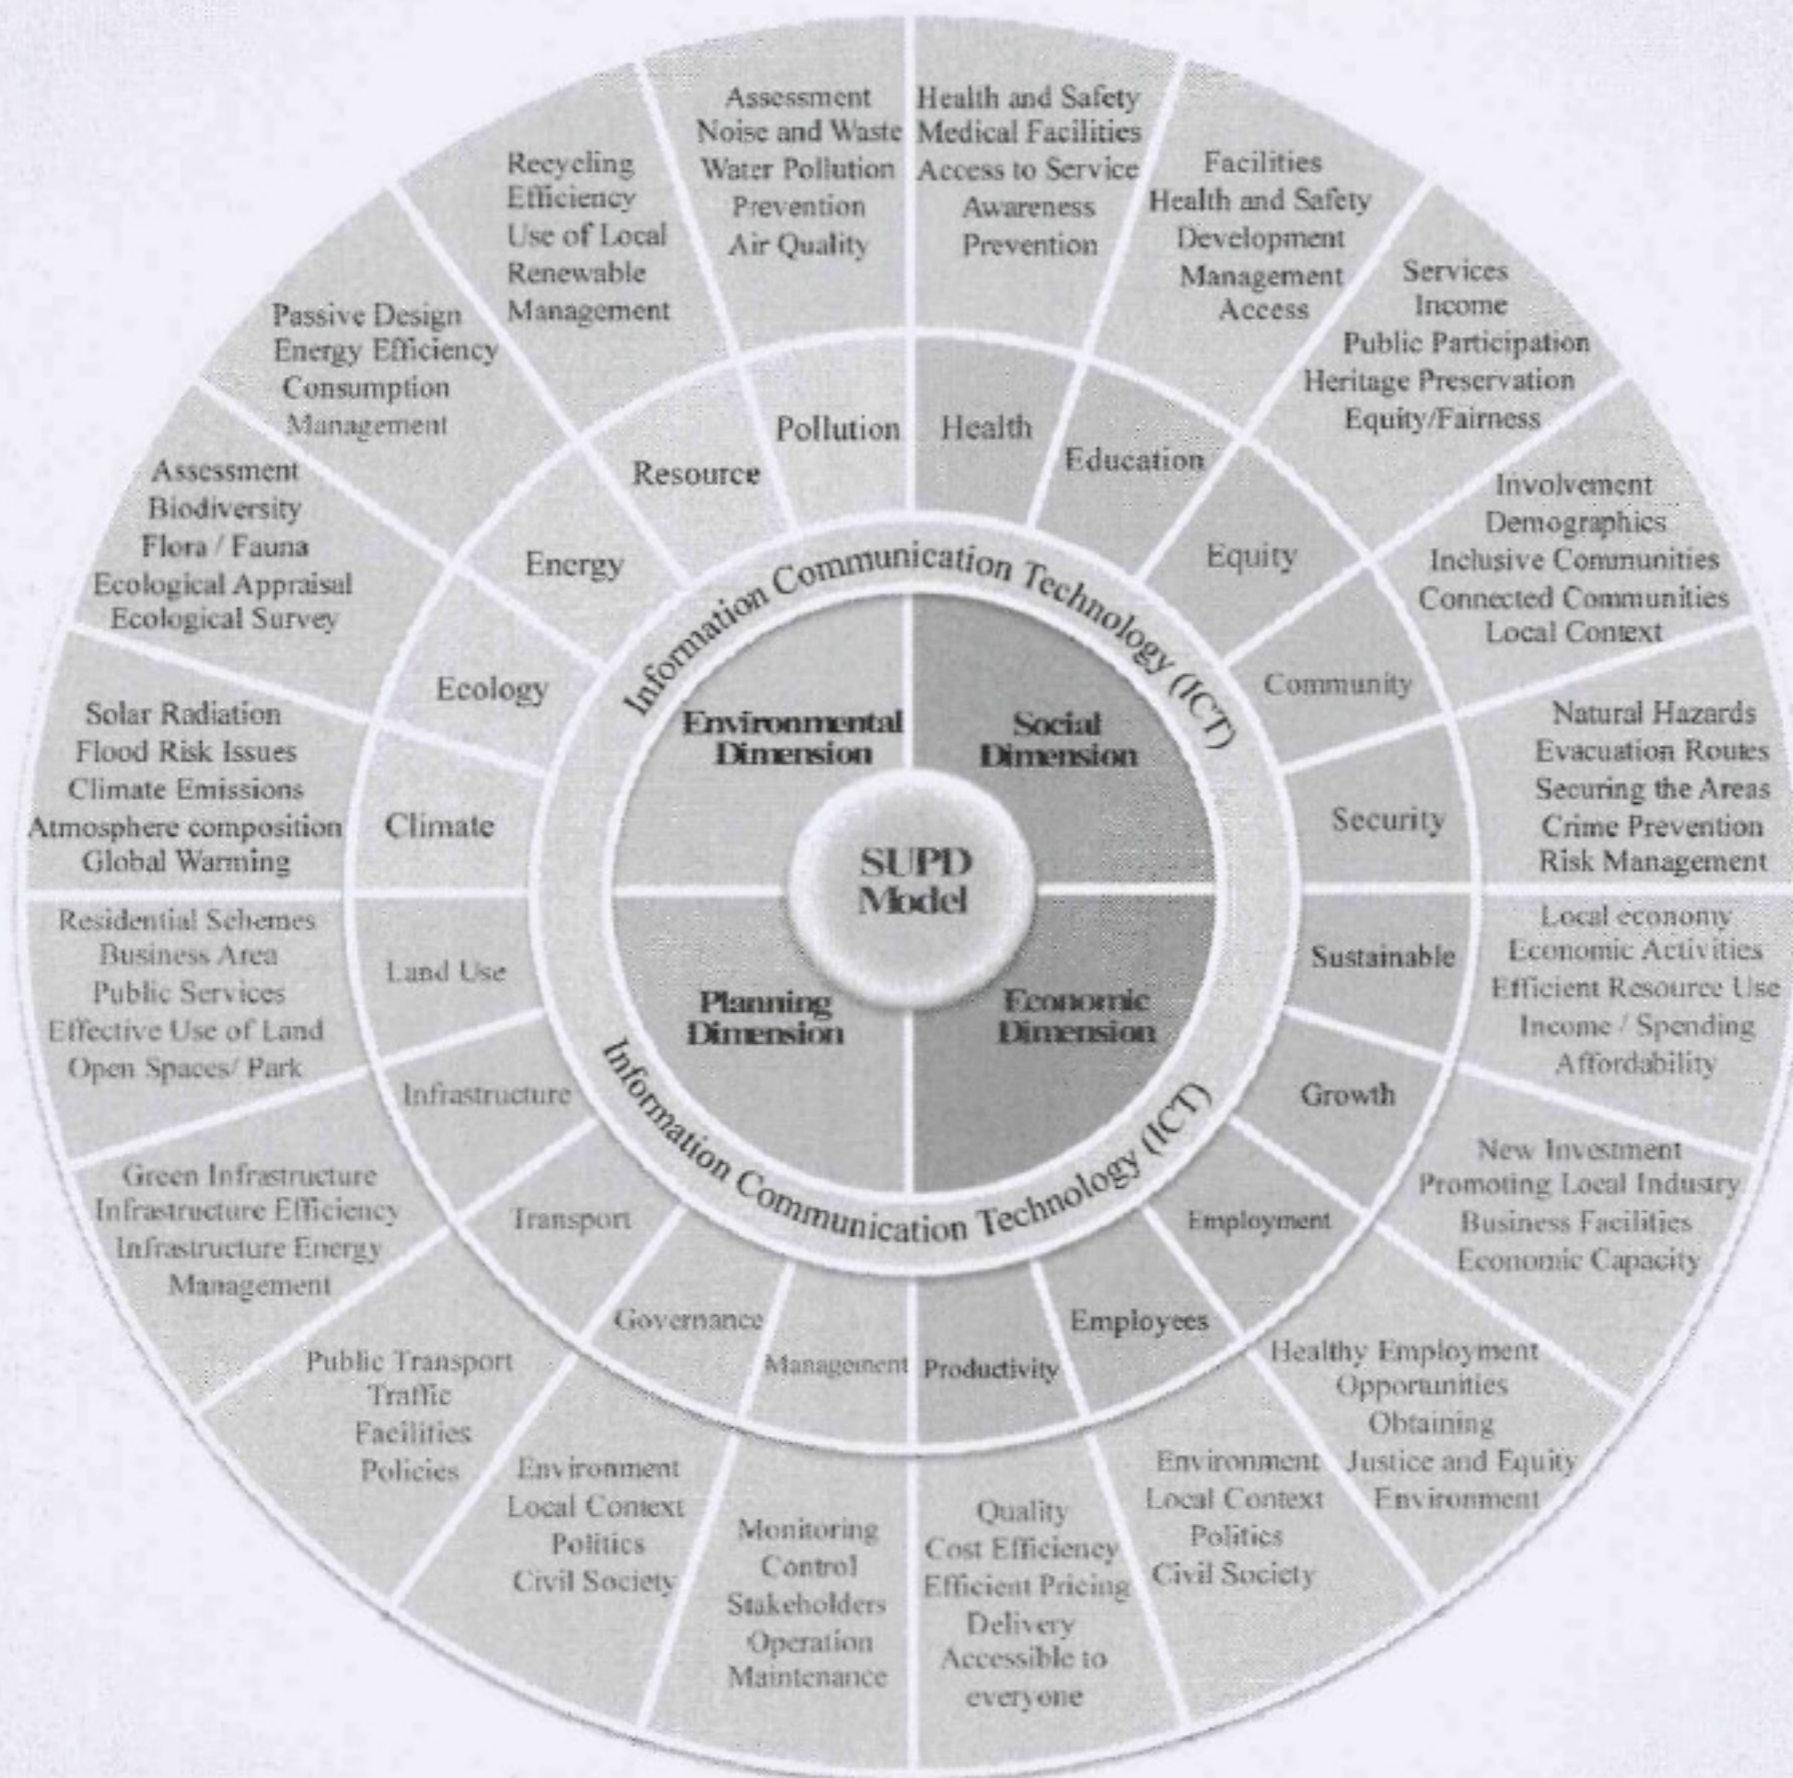 SUPD
Model
Environmental
Dimension
Social
Dimension
Planning
Dimension
Economic
Dimension
Information Communication Technology (ICT)
Information Communication Technology (ICT)
Pollution
Assessment
Noise and Waste
Water Pollution
Prevention
Air Quality
Health
Health and Safety
Medical Facilities
Access to Service
Awareness
Prevention
Education
Facilities
Health and Safety
Development
Management
Access
Equity
Services
Income
Public Participation
Heritage Preservation
Equity/Fairness
Community
Involvement
Demographics
Inclusive Communities
Connected Communities
Local Context
Security
Natural Hazards
Evacuation Routes
Securing the Areas
Crime Prevention
Risk Management
Sustainable
Local economy
Economic Activities
Efficient Resource Use
Income / Spending
Affordability
Growth
New Investment
Promoting Local Industry
Business Facilities
Economic Capacity
Employment
Healthy Employment
Opportunities
Obtaining
Justice and Equity
Environment
Employees
Environment
Local Context
Politics
Civil Society
Productivity
Quality
Cost Efficiency
Efficient Pricing
Delivery
Accessible to
everyone
Management
Monitoring
Control
Stakeholders
Operation
Maintenance
Governance
Environment
Local Context
Politics
Civil Society
Transport
Public Transport
Traffic
Facilities
Policies
Infrastructure
Green Infrastructure
Infrastructure Efficiency
Infrastructure Energy
Management
Land Use
Residential Schemes
Business Area
Public Services
Effective Use of Land
Open Spaces/ Park
Climate
Solar Radiation
Flood Risk Issues
Climate Emissions
Atmosphere composition
Global Warming
Ecology
Assessment
Biodiversity
Flora / Fauna
Ecological Appraisal
Ecological Survey
Energy
Passive Design
Energy Efficiency
Consumption
Management
Resource
Recycling
Efficiency
Use of Local
Renewable
Management